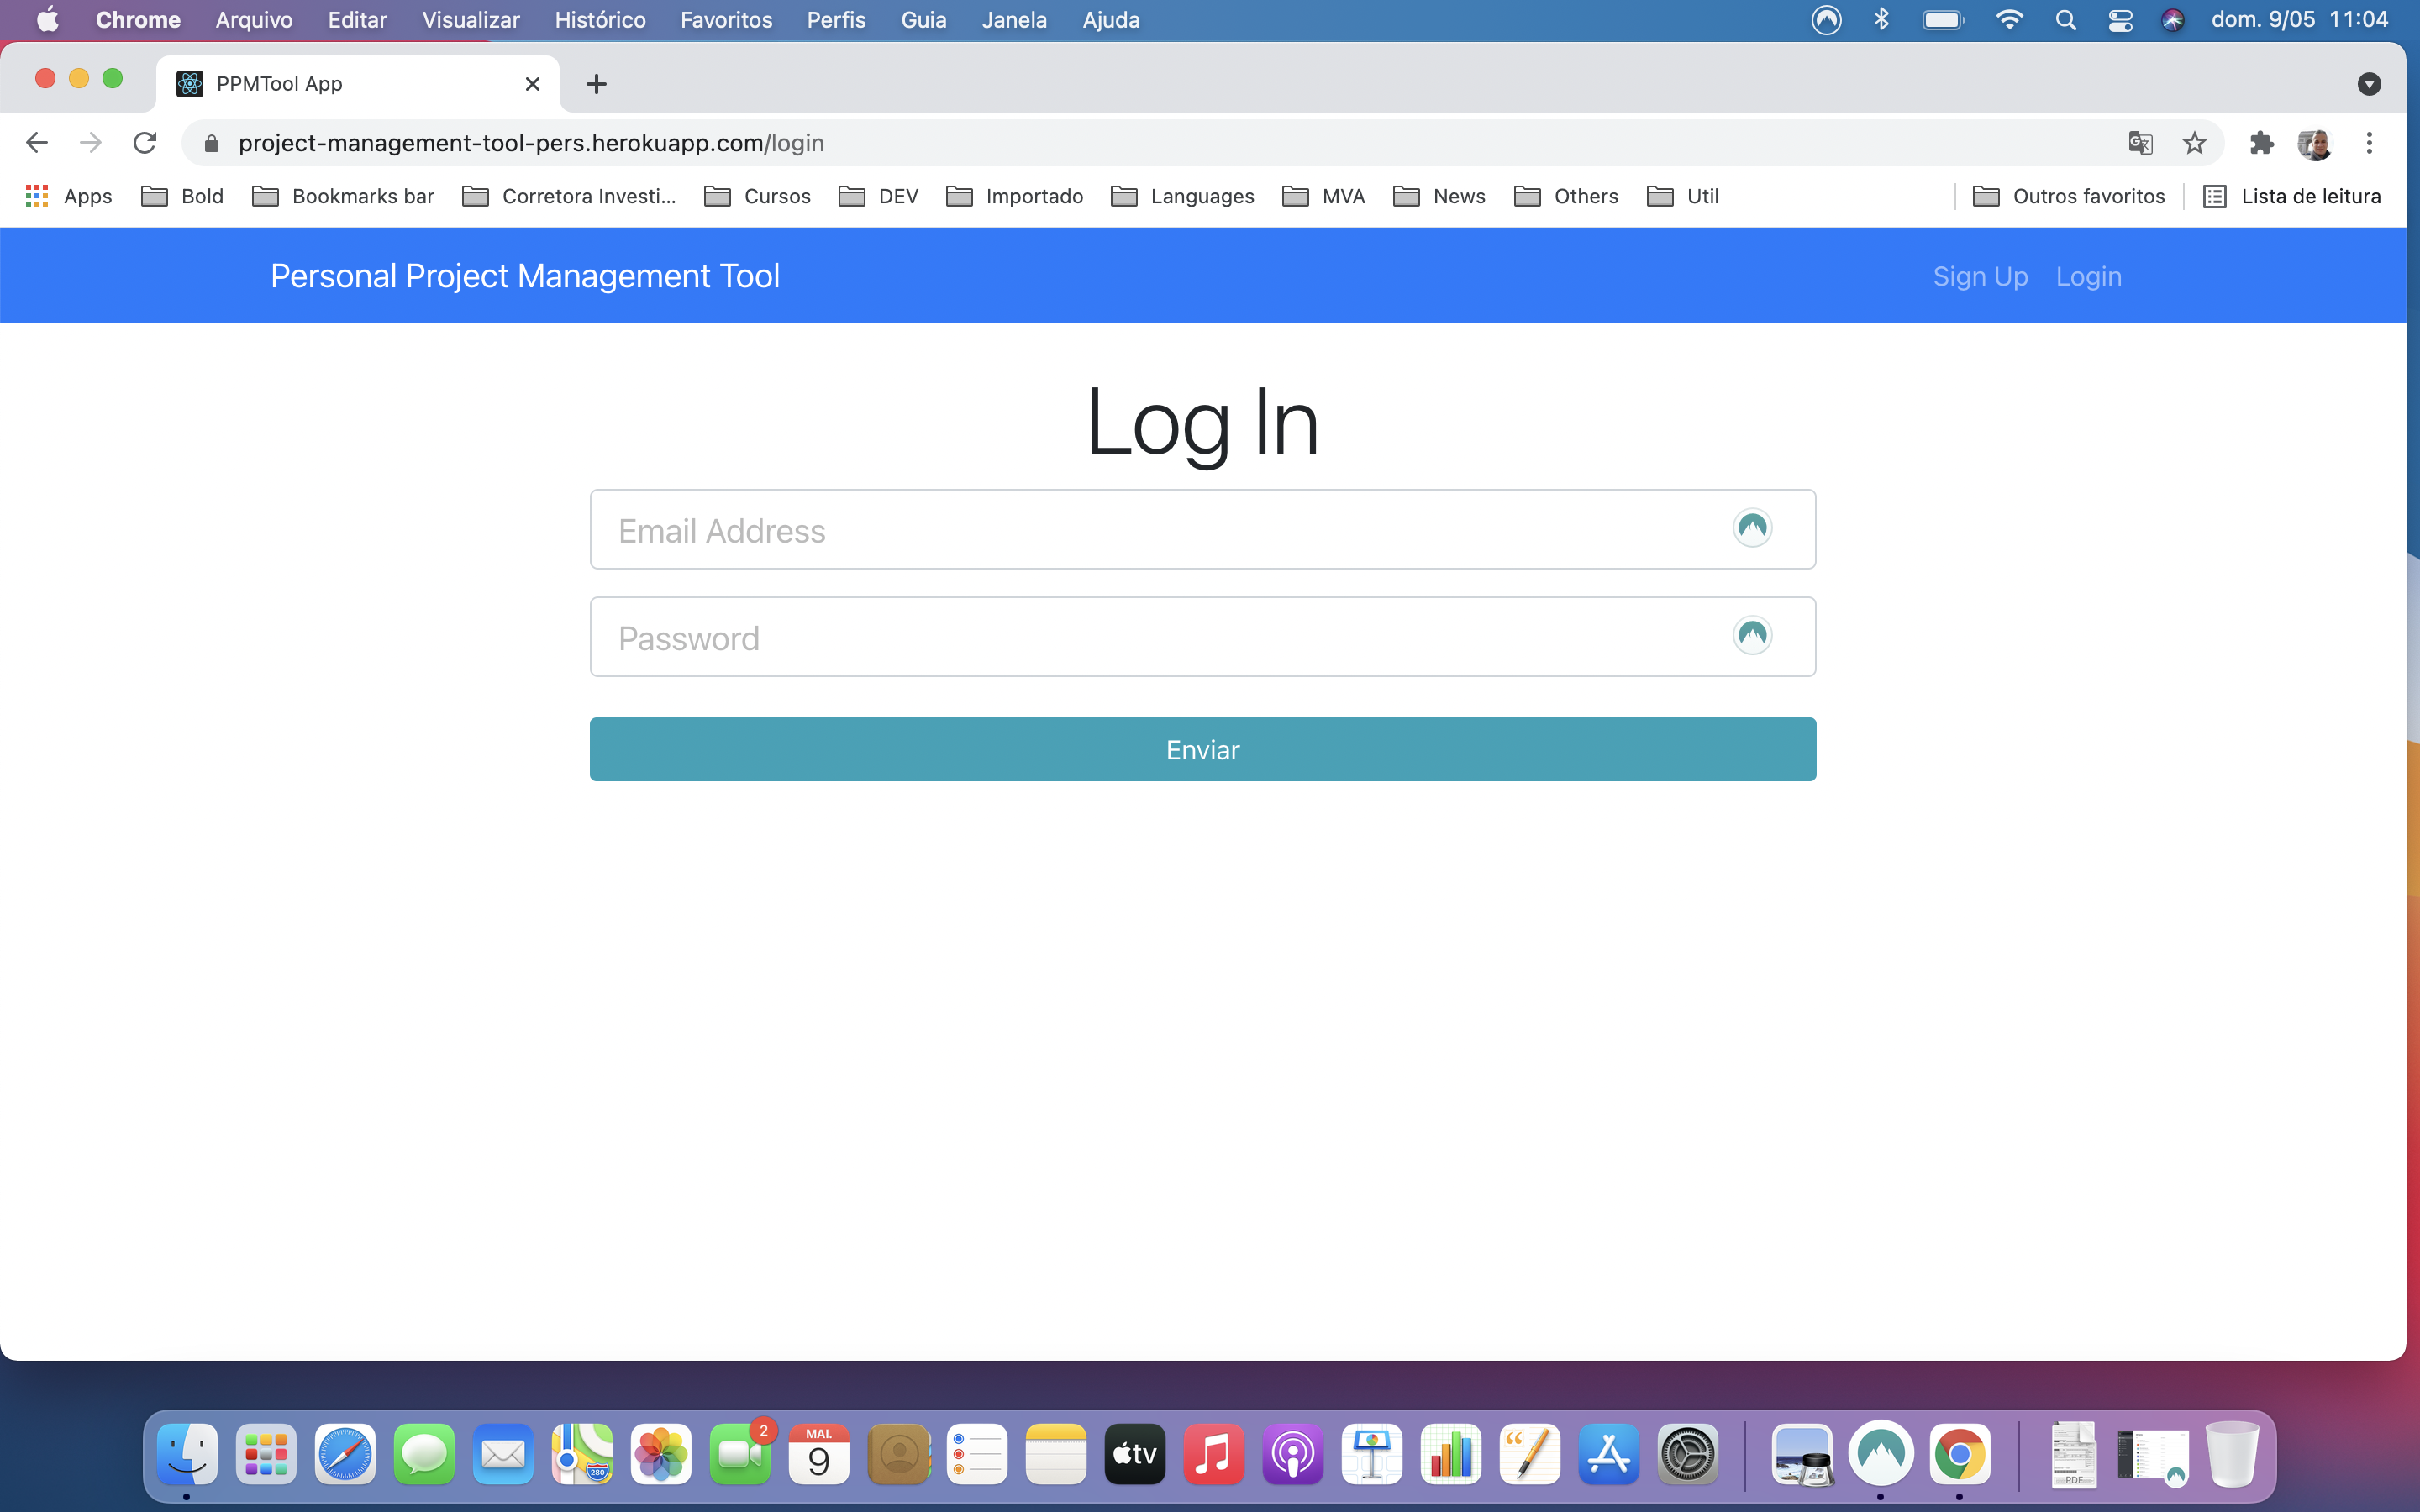 Chrome Arquivo Editar Visualizar Histórico Favoritos Perfis Guia Janela Ajuda dom. 9/05 11:04
PPMTool App
project-management-tool-pers.herokuapp.com/login
Apps Bold Bookmarks bar Corretora Investi... Cursos DEV Importado Languages MVA News Others Util Outros favoritos Lista de leitura
Personal Project Management Tool Sign Up Login
Log In
Email Address
Password
Enviar
280
2
MAI.
9
tv
PDF